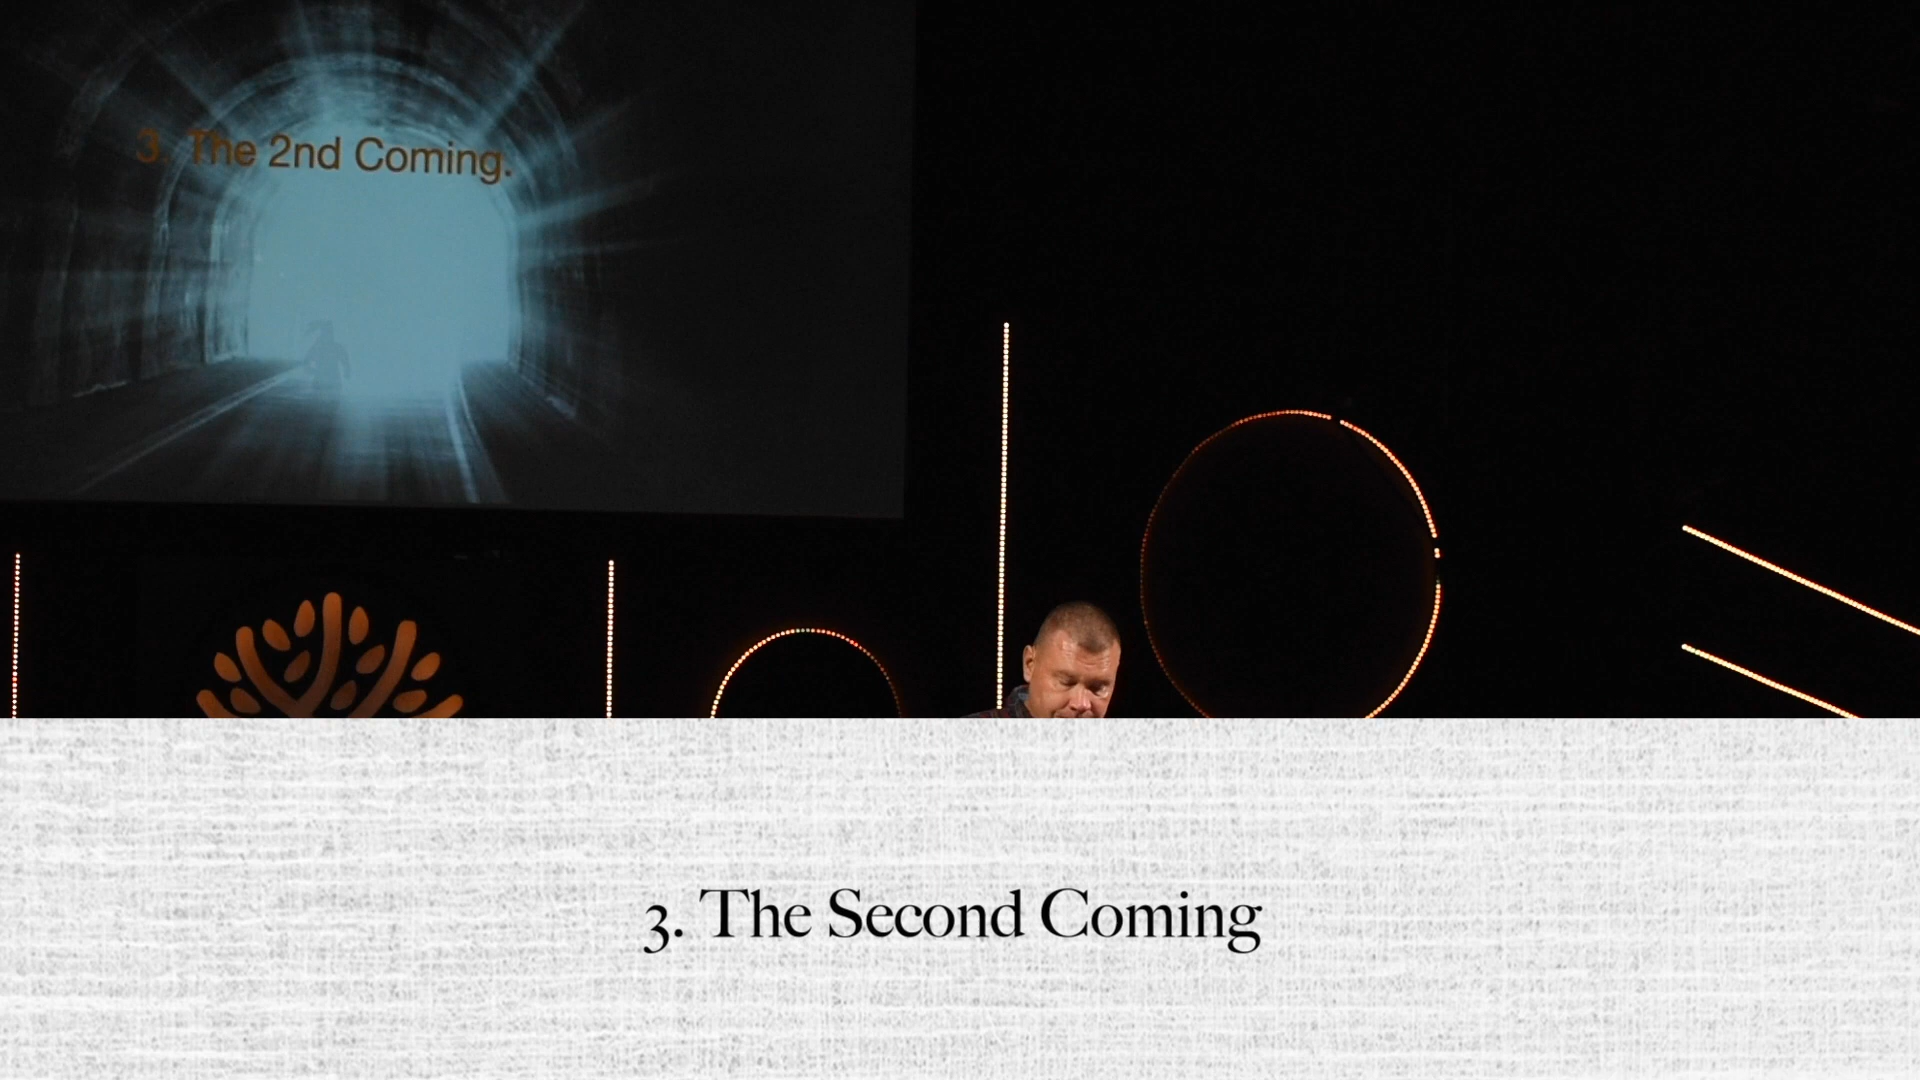 3. The 2nd Coming.
3. The Second Coming